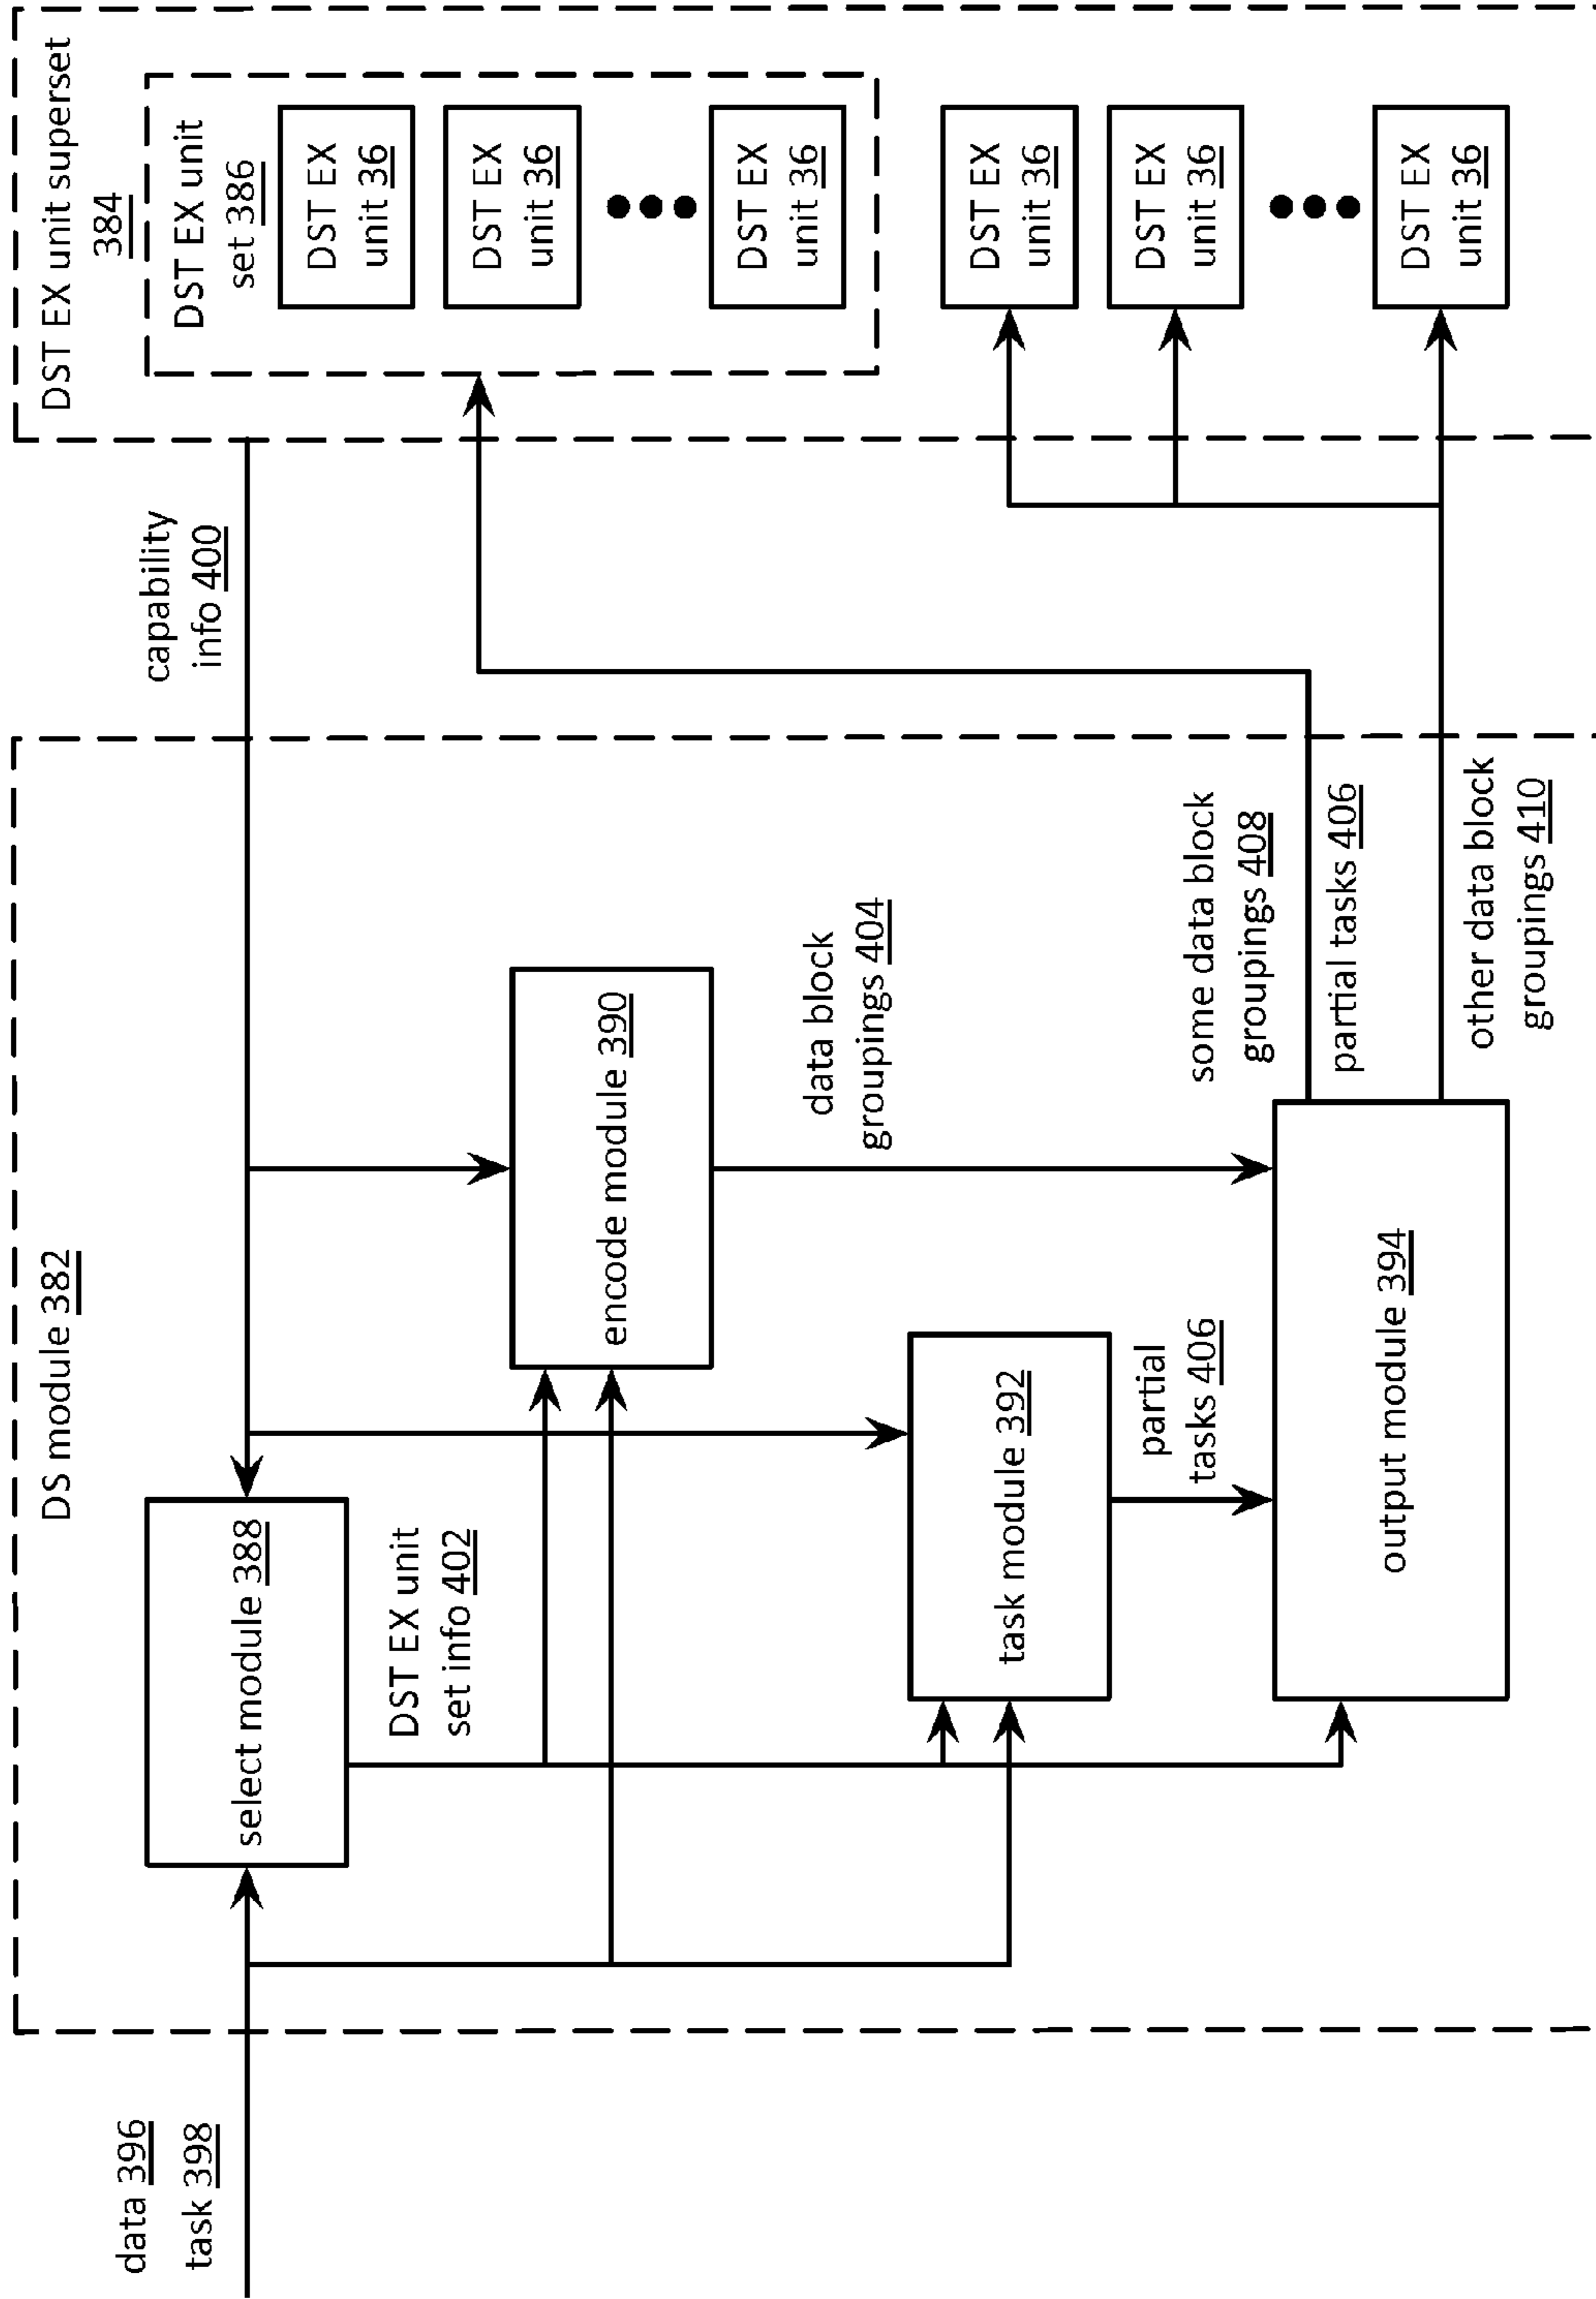 DS module 382
DST EX unit superset
384
data 396
task 398
select module 388
capability
info 400
DST EX unit
set 386
DST EX unit
set info 402
encode module 390
DST EX
unit 36
DST EX
unit 36
DST EX
unit 36
data block
groupings 404
task module 392
partial
tasks 406
some data block
groupings 408
partial tasks 406
output module 394
other data block
groupings 410
DST EX
unit 36
DST EX
unit 36
DST EX
unit 36